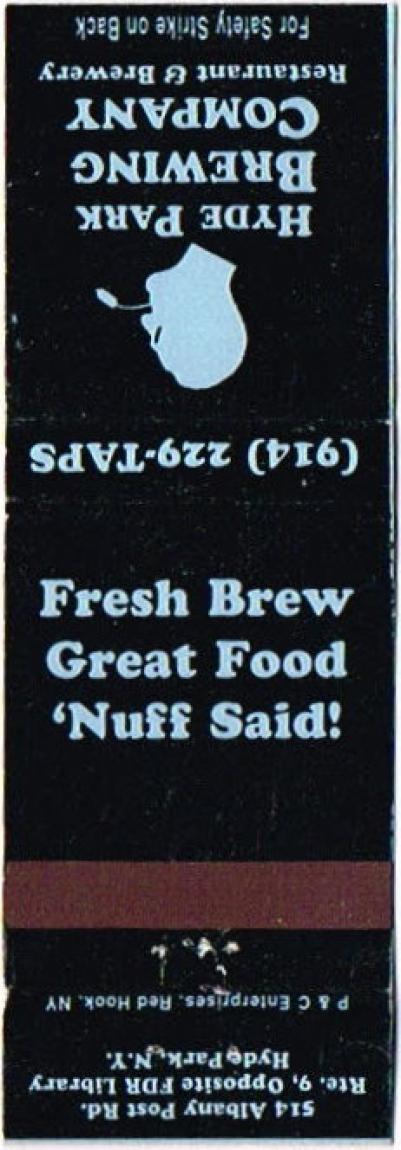 For Safety Strike on Back
Restaurant & Brewery
COMPANY
BREWING
HYDE PARK
(914) 229-TAPS
Fresh Brew
Great Food
‘Nuff Said!
P & C Enterprises, Red Hook, NY
Hyde Park, N.Y.
Rte. 9, Opposite FDR Library
514 Albany Post Rd.